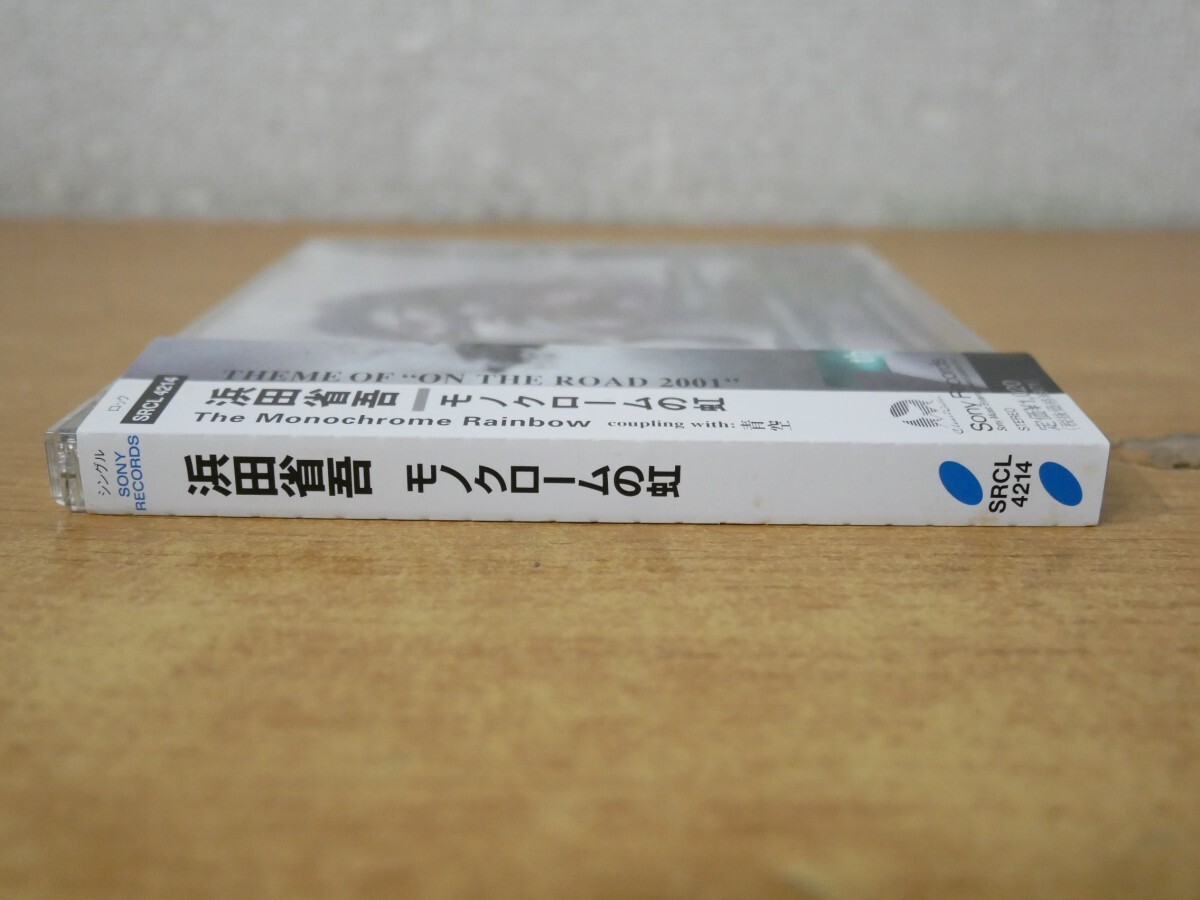 THEME OF "ON THE ROAD 2001"
ロック
SRCL 4214
浜田省吾 モノクロームの虹
The Monochrome Rainbow coupling with: 青空
Sony Records
STEREO
シングル
SONY
RECORDS
浜田省吾 モノクロームの虹
SRCL
4214